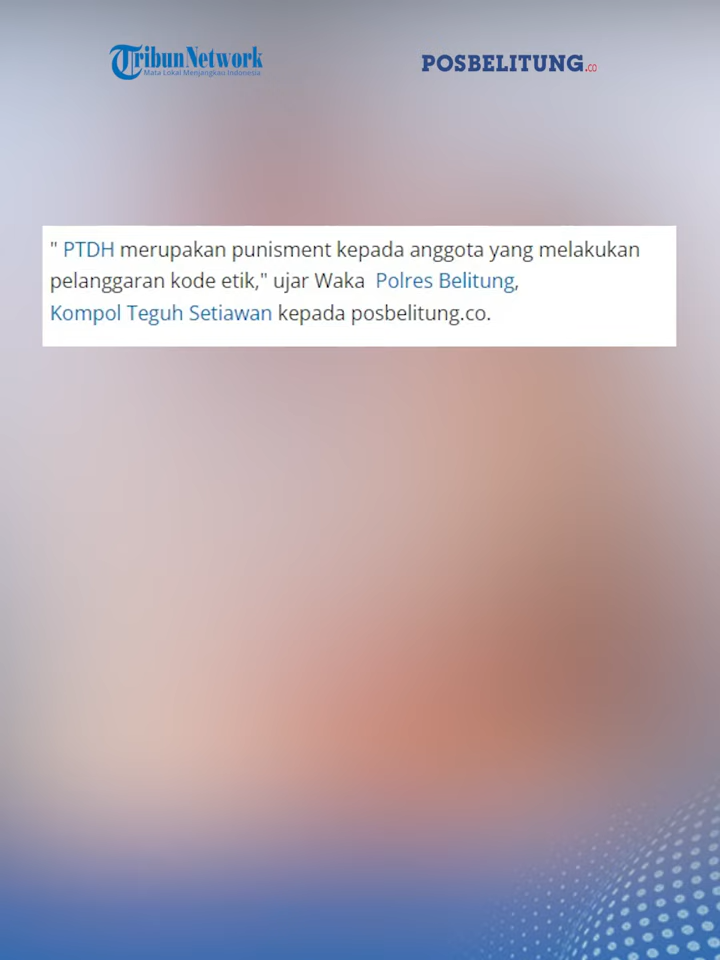 TribunNetwork
Mata Lokal Menjangkau Indonesia
POSBELITUNG.CO
" PTDH merupakan punisment kepada anggota yang melakukan
pelanggaran kode etik," ujar Waka Polres Belitung,
Kompol Teguh Setiawan kepada posbelitung.co.